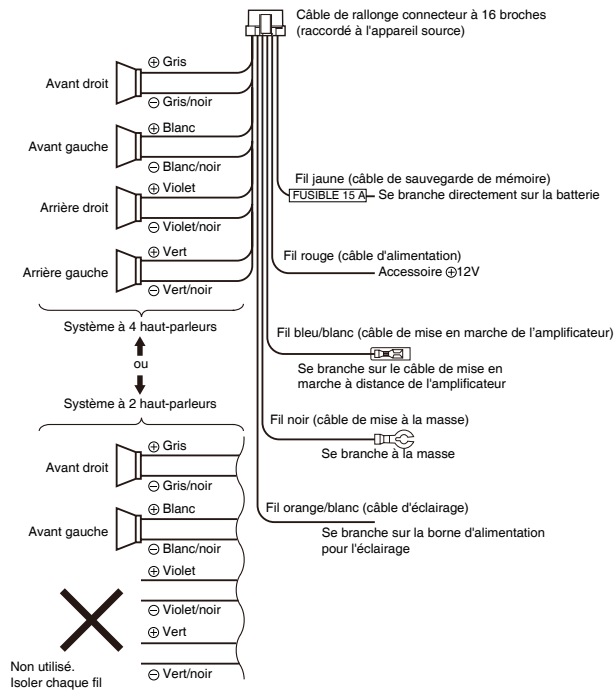 Câble de rallonge connecteur à 16 broches
(raccordé à l'appareil source)
⊕ Gris
Avant droit
⊖ Gris/noir
⊕ Blanc
Avant gauche
⊖ Blanc/noir
⊕ Violet
Arrière droit
⊖ Violet/noir
⊕ Vert
Arrière gauche
⊖ Vert/noir
Système à 4 haut-parleurs
ou
Système à 2 haut-parleurs
⊕ Gris
Avant droit
⊖ Gris/noir
⊕ Blanc
Avant gauche
⊖ Blanc/noir
⊕ Violet
⊖ Violet/noir
⊕ Vert
⊖ Vert/noir
Non utilisé.
Isoler chaque fil
Fil jaune (câble de sauvegarde de mémoire)
FUSIBLE 15 A Se branche directement sur la batterie
Fil rouge (câble d'alimentation)
Accessoire ⊕12V
Fil bleu/blanc (câble de mise en marche de l’amplificateur)
Se branche sur le câble de mise en
marche à distance de l'amplificateur
Fil noir (câble de mise à la masse)
Se branche à la masse
Fil orange/blanc (câble d'éclairage)
Se branche sur la borne d'alimentation
pour l'éclairage